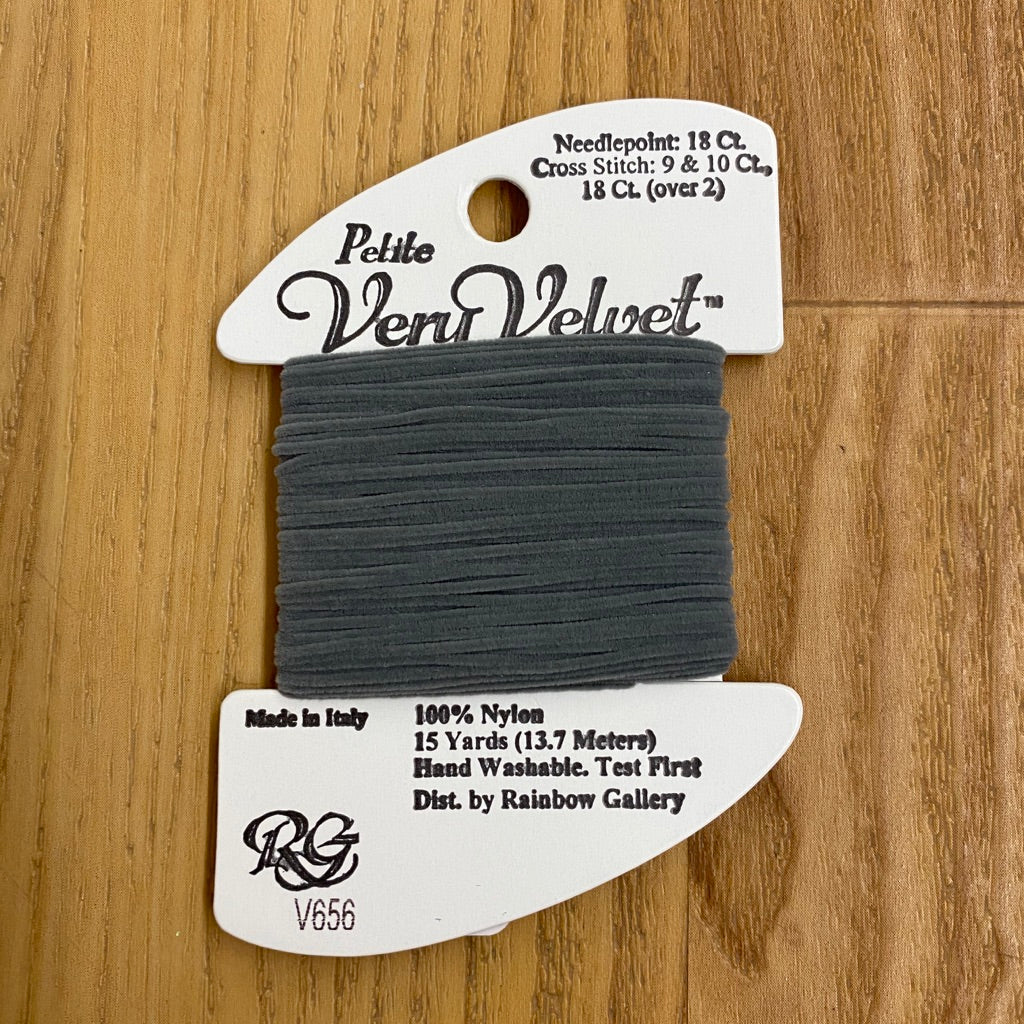 Needlepoint: 18 Ct.
Cross Stitch: 9 & 10 Ct.,
18 Ct. (over 2)
Petite
Very Velvet™
Made in Italy
100% Nylon
15 Yards (13.7 Meters)
Hand Washable. Test First
Dist. by Rainbow Gallery
RG
V656